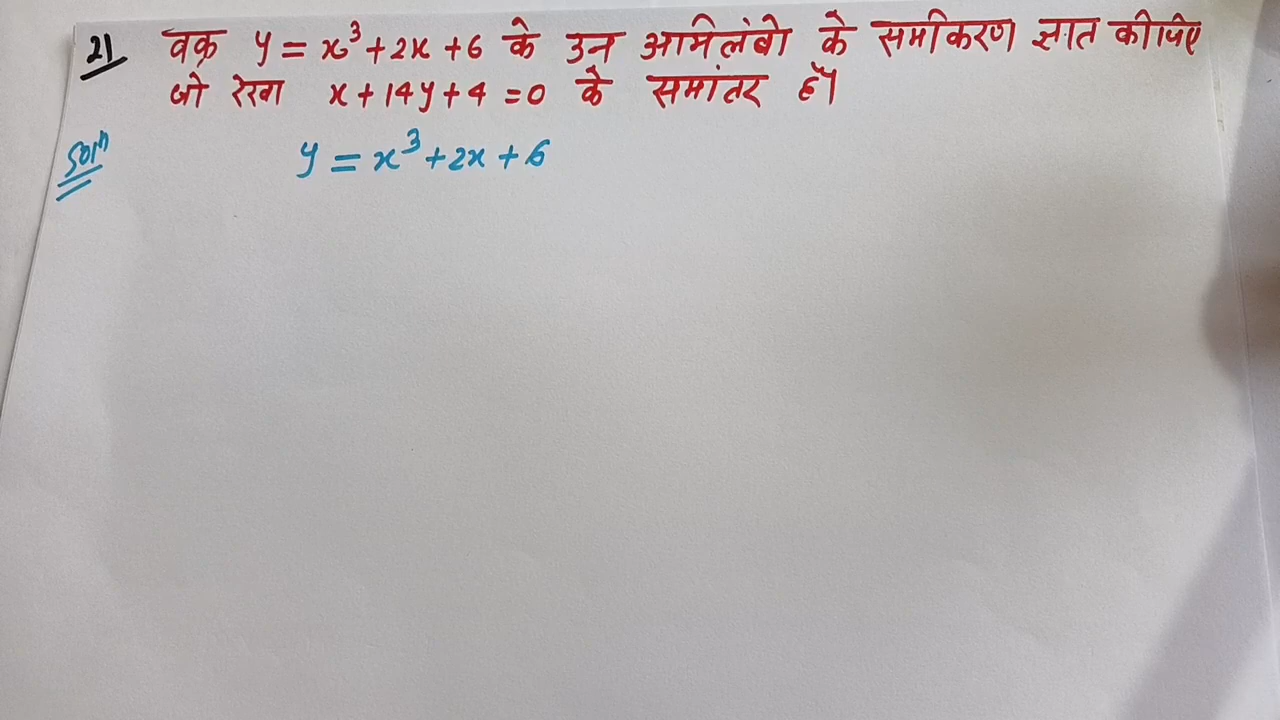 21 वक्र y = x³ + 2x + 6 के उन अभिलंबो के समीकरण ज्ञात कीजिए
जो रेखा x + 14y + 4 = 0 के समांतर है।
Solⁿ y = x³ + 2x + 6